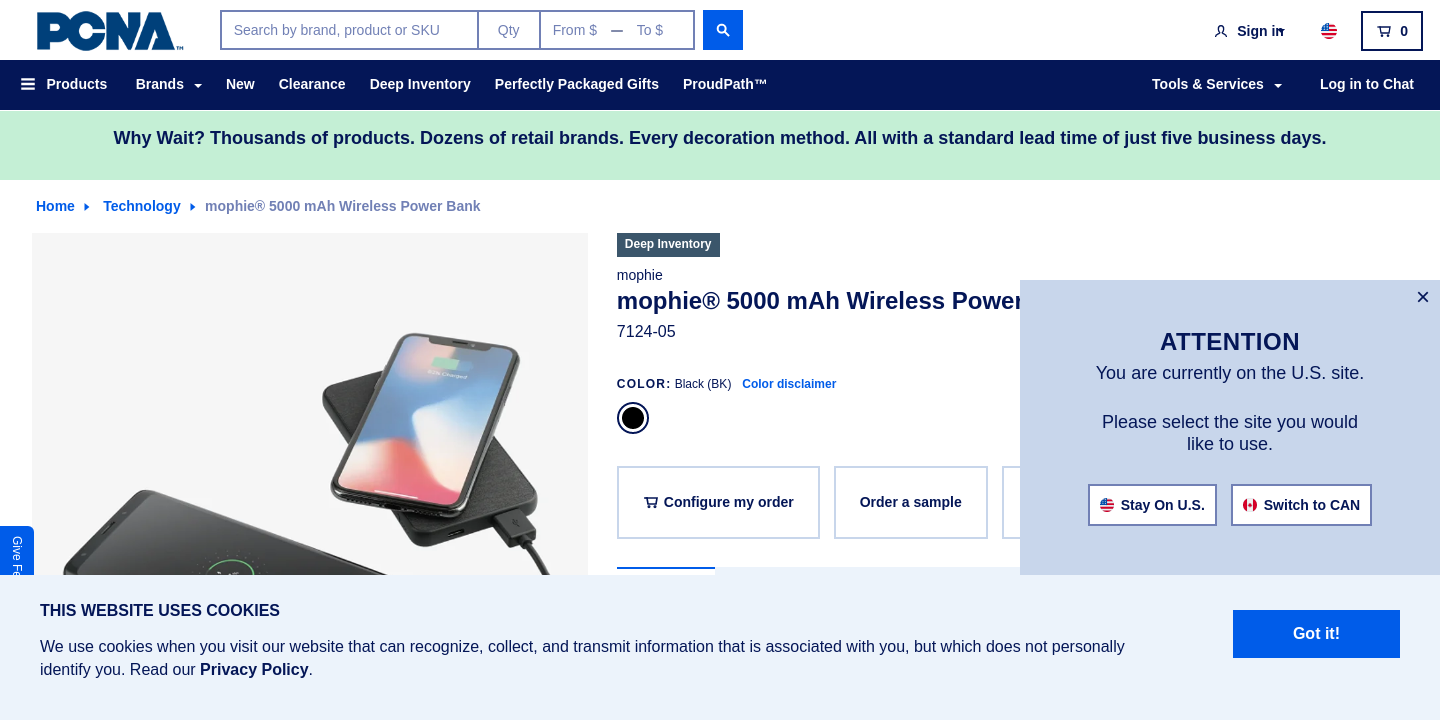 PCNA™
Search by brand, product or SKU
Qty
From $ — To $
Sign in
0
Products
Brands
New
Clearance
Deep Inventory
Perfectly Packaged Gifts
ProudPath™
Tools & Services
Log in to Chat
Why Wait? Thousands of products. Dozens of retail brands. Every decoration method. All with a standard lead time of just five business days.
Home
Technology
mophie® 5000 mAh Wireless Power Bank
Deep Inventory
mophie
mophie® 5000 mAh Wireless Power
7124-05
COLOR: Black (BK) Color disclaimer
Configure my order
Order a sample
×
ATTENTION
You are currently on the U.S. site.
Please select the site you would
like to use.
Stay On U.S.
Switch to CAN
Give Fe
THIS WEBSITE USES COOKIES
We use cookies when you visit our website that can recognize, collect, and transmit information that is associated with you, but which does not personally
identify you. Read our Privacy Policy.
Got it!